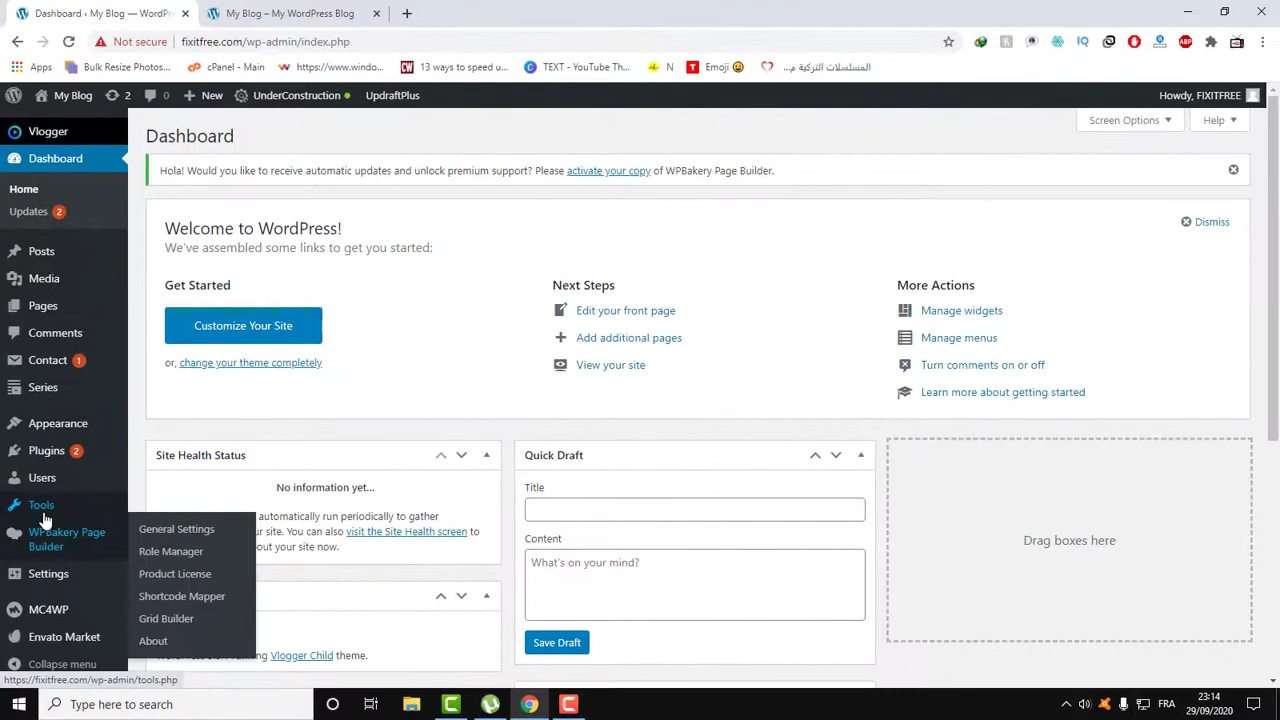 Dashboard ‹ My Blog — WordPress
My Blog – My WordPress Blog
Not secure
fixitfree.com/wp-admin/index.php
Apps
Bulk Resize Photos...
cPanel - Main
https://www.windo...
13 ways to speed u...
TEXT - YouTube Th...
N
Emoji 😀
المسلسلات التركية م...
My Blog
2
0
New
UnderConstruction
UpdraftPlus
Howdy, FIXITFREE
Vlogger
Dashboard
Home
Updates 2
Posts
Media
Pages
Comments
Contact 1
Series
Appearance
Plugins 2
Users
Tools
WPBakery Page
Builder
Settings
MC4WP
Envato Market
Collapse menu
General Settings
Role Manager
Product License
Shortcode Mapper
Grid Builder
About
Dashboard
Screen Options
Help
Hola! Would you like to receive automatic updates and unlock premium support? Please activate your copy of WPBakery Page Builder.
Welcome to WordPress!
We've assembled some links to get you started:
Dismiss
Get Started
Customize Your Site
or, change your theme completely
Next Steps
Edit your front page
Add additional pages
View your site
More Actions
Manage widgets
Manage menus
Turn comments on or off
Learn more about getting started
Site Health Status
No information yet...
automatically run periodically to gather
your site. You can also visit the Site Health screen to
our site now.
Vlogger Child theme.
Quick Draft
Title
Content
What's on your mind?
Save Draft
Drag boxes here
https://fixitfree.com/wp-admin/tools.php
Type here to search
FRA
23:14
29/09/2020